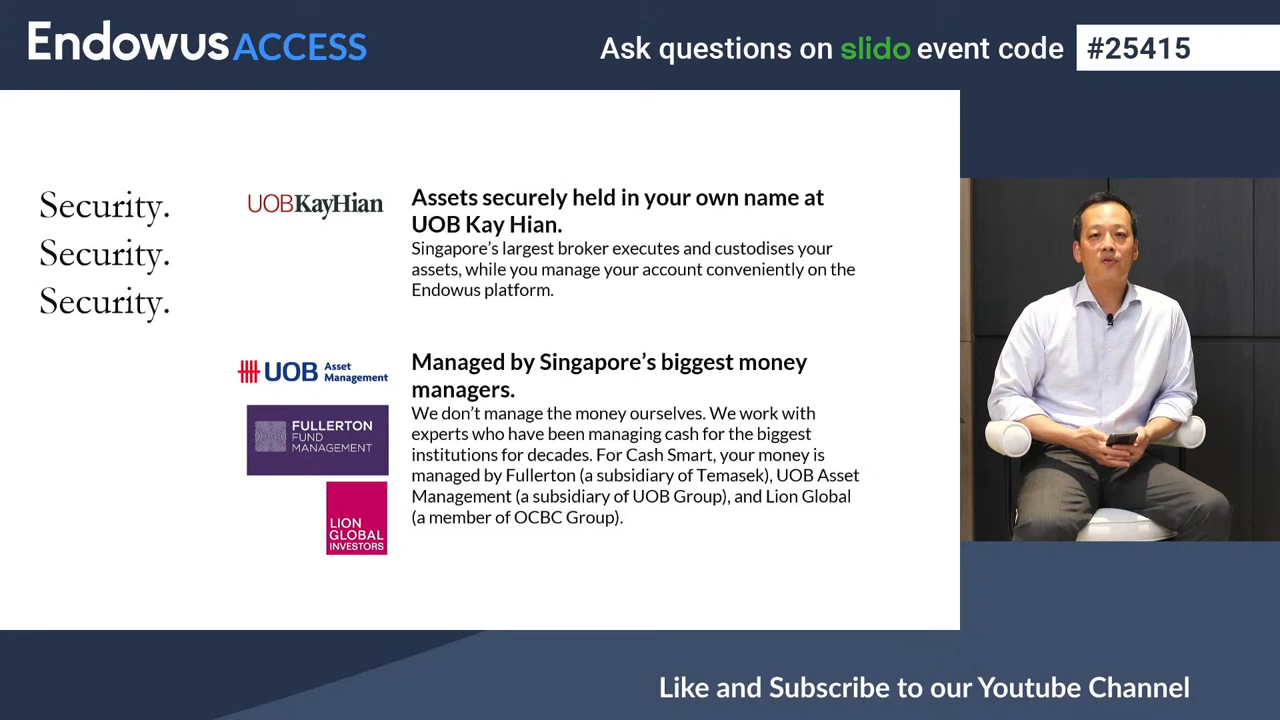 Endowus ACCESS
Ask questions on slido event code #25415
Security.
Security.
Security.
UOBKayHian
Assets securely held in your own name at
UOB Kay Hian.
Singapore's largest broker executes and custodises your
assets, while you manage your account conveniently on the
Endowus platform.
UOB Asset
Management
FULLERTON
FUND
MANAGEMENT
LION
GLOBAL
INVESTORS
Managed by Singapore's biggest money
managers.
We don't manage the money ourselves. We work with
experts who have been managing cash for the biggest
institutions for decades. For Cash Smart, your money is
managed by Fullerton (a subsidiary of Temasek), UOB Asset
Management (a subsidiary of UOB Group), and Lion Global
(a member of OCBC Group).
Like and Subscribe to our Youtube Channel